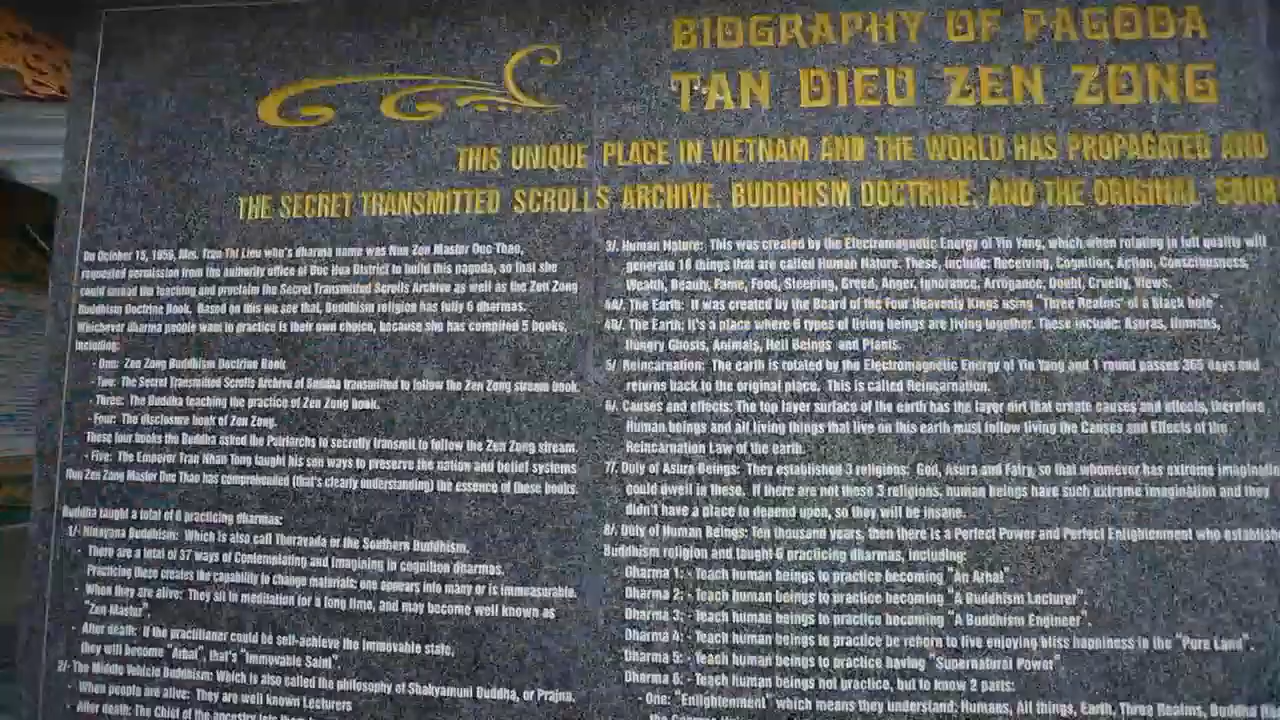 BIOGRAPHY OF PAGODA
TAN DIEU ZEN ZONG
THIS UNIQUE PLACE IN VIETNAM AND THE WORLD HAS PROPAGATED AND
THE SECRET TRANSMITTED SCROLLS ARCHIVE, BUDDHISM DOCTRINE, AND THE ORIGINAL SOUR
On October 15, 1959, Mrs. Tran Thi Lieu who's dharma name was Nun Zen Master Duc Thao,
requested permission from the authority office of Duc Hua District to build this pagoda, so that she
could spread the teaching and proclaim the Secret Transmitted Scrolls Archive as well as the Zen Zong
Buddhism Doctrine Book. Based on this we see that, Buddhism religion has fully 6 dharmas.
Whichever dharma people want to practice is their own choice, because she has compiled 5 books,
including:
- One: Zen Zong Buddhism Doctrine Book
- Two: The Secret Transmitted Scrolls Archive of Buddha transmitted to follow the Zen Zong stream book.
- Three: The Buddha teaching the practice of Zen Zong book.
- Four: The disclosure book of Zen Zong.
These four books the Buddha asked the Patriarchs to secretly transmit to follow the Zen Zong stream.
- Five: The Emperor Tran Nhan Tong taught his son ways to preserve the nation and belief systems
Nun Zen Zong Master Duc Thao has comprehended (that's clearly understanding) the essence of these books.
Buddha taught a total of 6 practicing dharmas:
1/- Hinayana Buddhism: Which is also call Theravada or the Southern Buddhism.
- There are a total of 37 ways of Contemplating and Imagining in cognition dharmas.
Practicing these creates the capability to change materials: one appears into many or is immeasurable.
- When they are alive: They sit in meditation for a long time, and may become well known as
"Zen Master".
- After death: If the practitioner could be self-achieve the immovable state,
they will become "Arhat", that's "Immovable Saint".
2/- The Middle Vehicle Buddhism: Which is also called the philosophy of Shakyamuni Buddha, or Prajna.
- When people are alive: They are well known Lecturers
- After death: The Chief of the ancestry
3/. Human Nature: This was created by the Electromagnetic Energy of Yin Yang, which when rotating in full quality will
generate 16 things that are called Human Nature. These, include: Receiving, Cognition, Action, Consciousness,
Wealth, Beauty, Fame, Food, Sleeping, Greed, Anger, Ignorance, Arrogance, Doubt, Cruelty, Views.
4A/. The Earth: It was created by the Board of the Four Heavenly Kings using "Three Realms" of a Black hole"
4B/. The Earth: It's a place where 6 types of living beings are living together. These include: Asuras, Humans,
Hungry Ghosts, Animals, Hell Beings and Plants.
5/ Reincarnation: The earth is rotated by the Electromagnetic Energy of Yin Yang and 1 round passes 365 days and
returns back to the original place. This is called Reincarnation.
6/. Causes and effects: The top layer surface of the earth has the layer dirt that create causes and effects, therefore
Human beings and all living things that live on this earth must follow living the Causes and Effects of the
Reincarnation Law of the earth.
7/. Duty of Asura Beings: They established 3 religions: God, Asura and Fairy, so that whomever has extreme imaginatio
could dwell in these. If there are not these 3 religions, human beings have such extreme imagination and they
didn't have a place to depend upon, so they will be insane.
8/. Duty of Human Beings: Ten thousand years, then there is a Perfect Power and Perfect Enlightenment who establish
Buddhism religion and taught 6 practicing dharmas, including:
Dharma 1: - Teach human beings to practice becoming "An Arhat".
Dharma 2: - Teach human beings to practice becoming "A Buddhism Lecturer".
Dharma 3: - Teach human beings to practice becoming "A Buddhism Engineer".
Dharma 4: - Teach human beings to practice be reborn to live enjoying bliss happiness in the "Pure Land".
Dharma 5: - Teach human beings to practice having "Supernatural Power"
Dharma 6: - Teach human beings not practice, but to know 2 parts:
- One: "Enlightenment" which means they understand: Humans, All things, Earth, Three Realms, Buddha